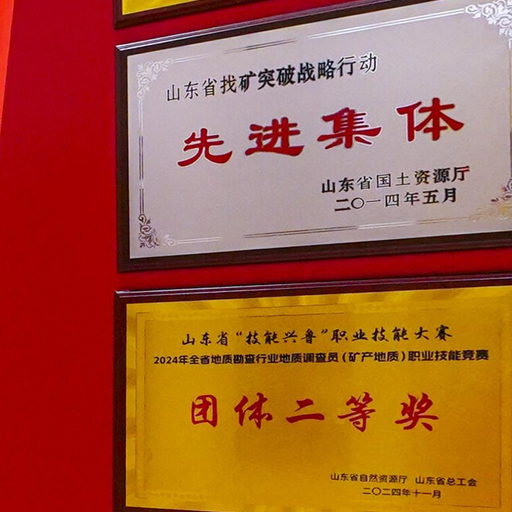 山东省找矿突破战略行动
先进集体
山东省国土资源厅
二〇一四年五月
山东省“技能兴鲁”职业技能大赛
2024年全省地质勘查行业地质调查员（矿产地质）职业技能竞赛
团体二等奖
山东省自然资源厅 山东省总工会
二〇二四年十一月